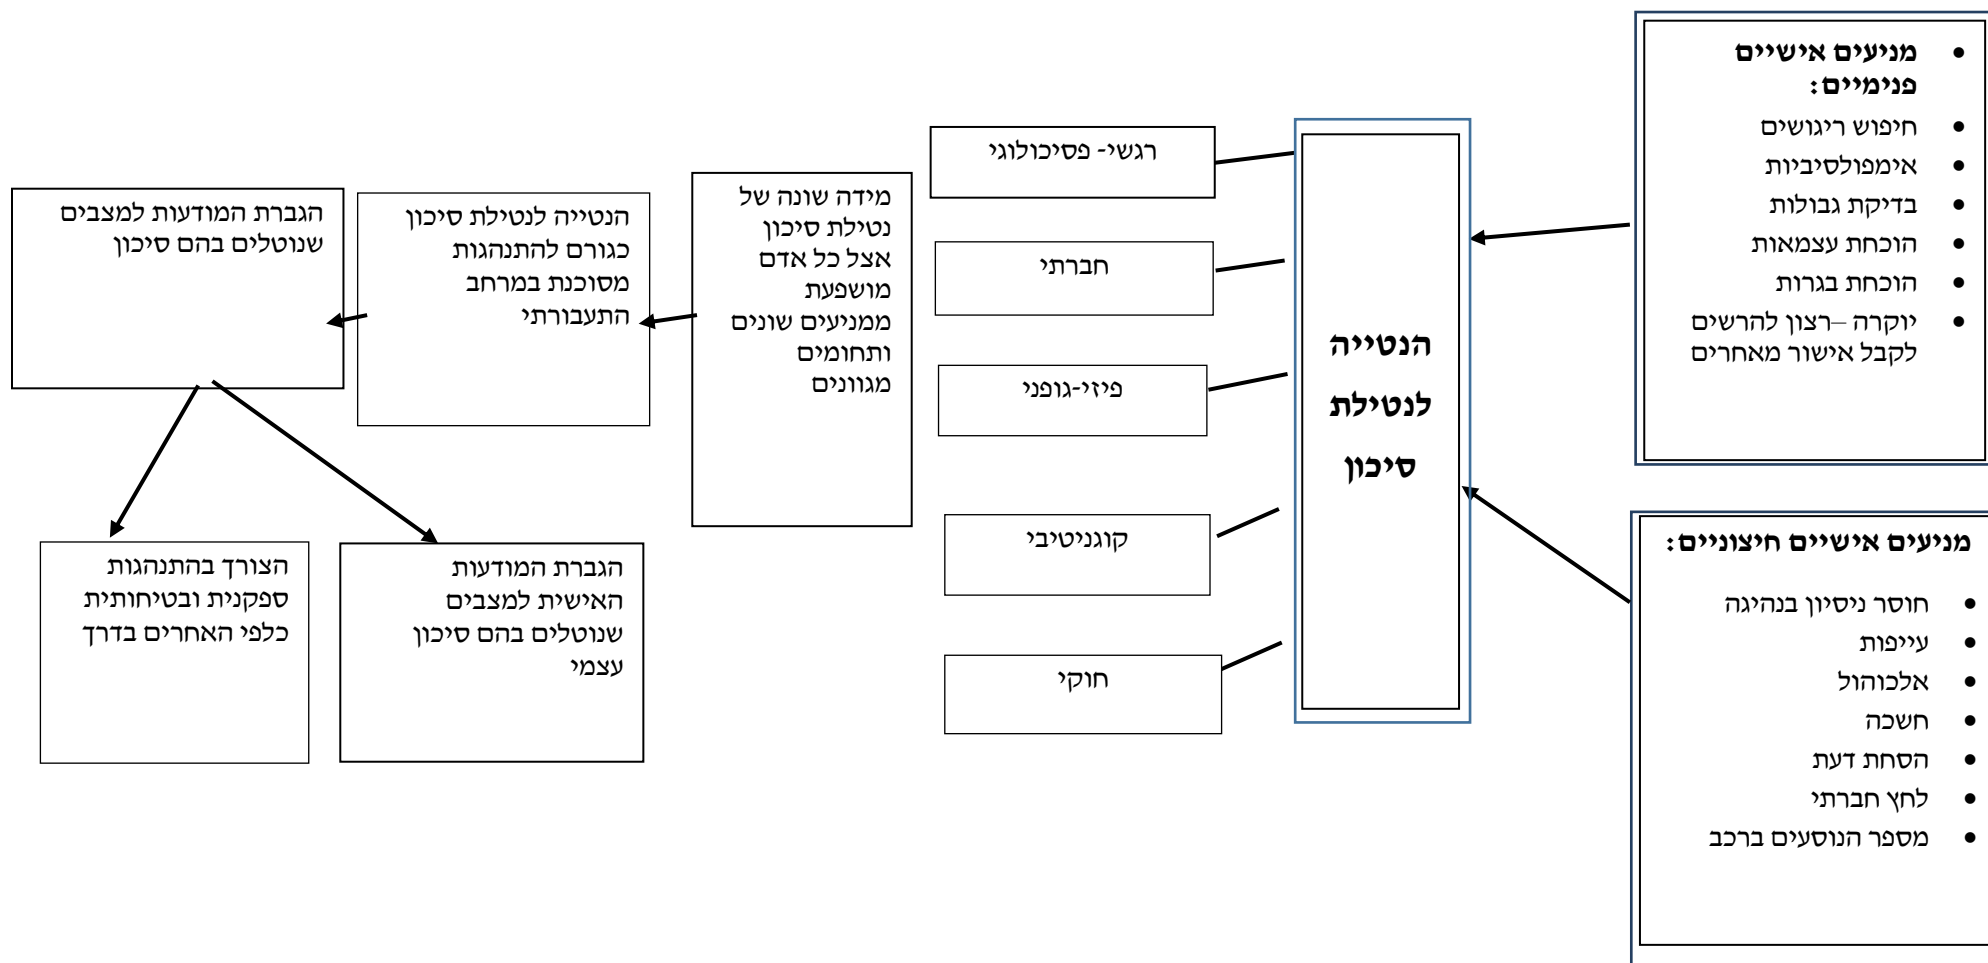 מניעים אישיים
פנימיים:
חיפוש ריגושים
אימפולסיביות
בדיקת גבולות
הוכחת עצמאות
הוכחת בגרות
יוקרה –רצון להרשים
לקבל אישור מאחרים
מניעים אישיים חיצוניים:
חוסר ניסיון בנהיגה
עייפות
אלכוהול
חשכה
הסחת דעת
לחץ חברתי
מספר הנוסעים ברכב
הנטייה
לנטילת
סיכון
רגשי- פסיכולוגי
חברתי
פיזי-גופני
קוגניטיבי
חוקי
מידה שונה של
נטילת סיכון
אצל כל אדם
מושפעת
ממניעים שונים
ותחומים
מגוונים
הנטייה לנטילת סיכון
כגורם להתנהגות
מסוכנת במרחב
התעבורתי
הגברת המודעות למצבים
שנוטלים בהם סיכון
הגברת המודעות
האישית למצבים
שנוטלים בהם סיכון
עצמי
הצורך בהתנהגות
ספקנית ובטיחותית
כלפי האחרים בדרך